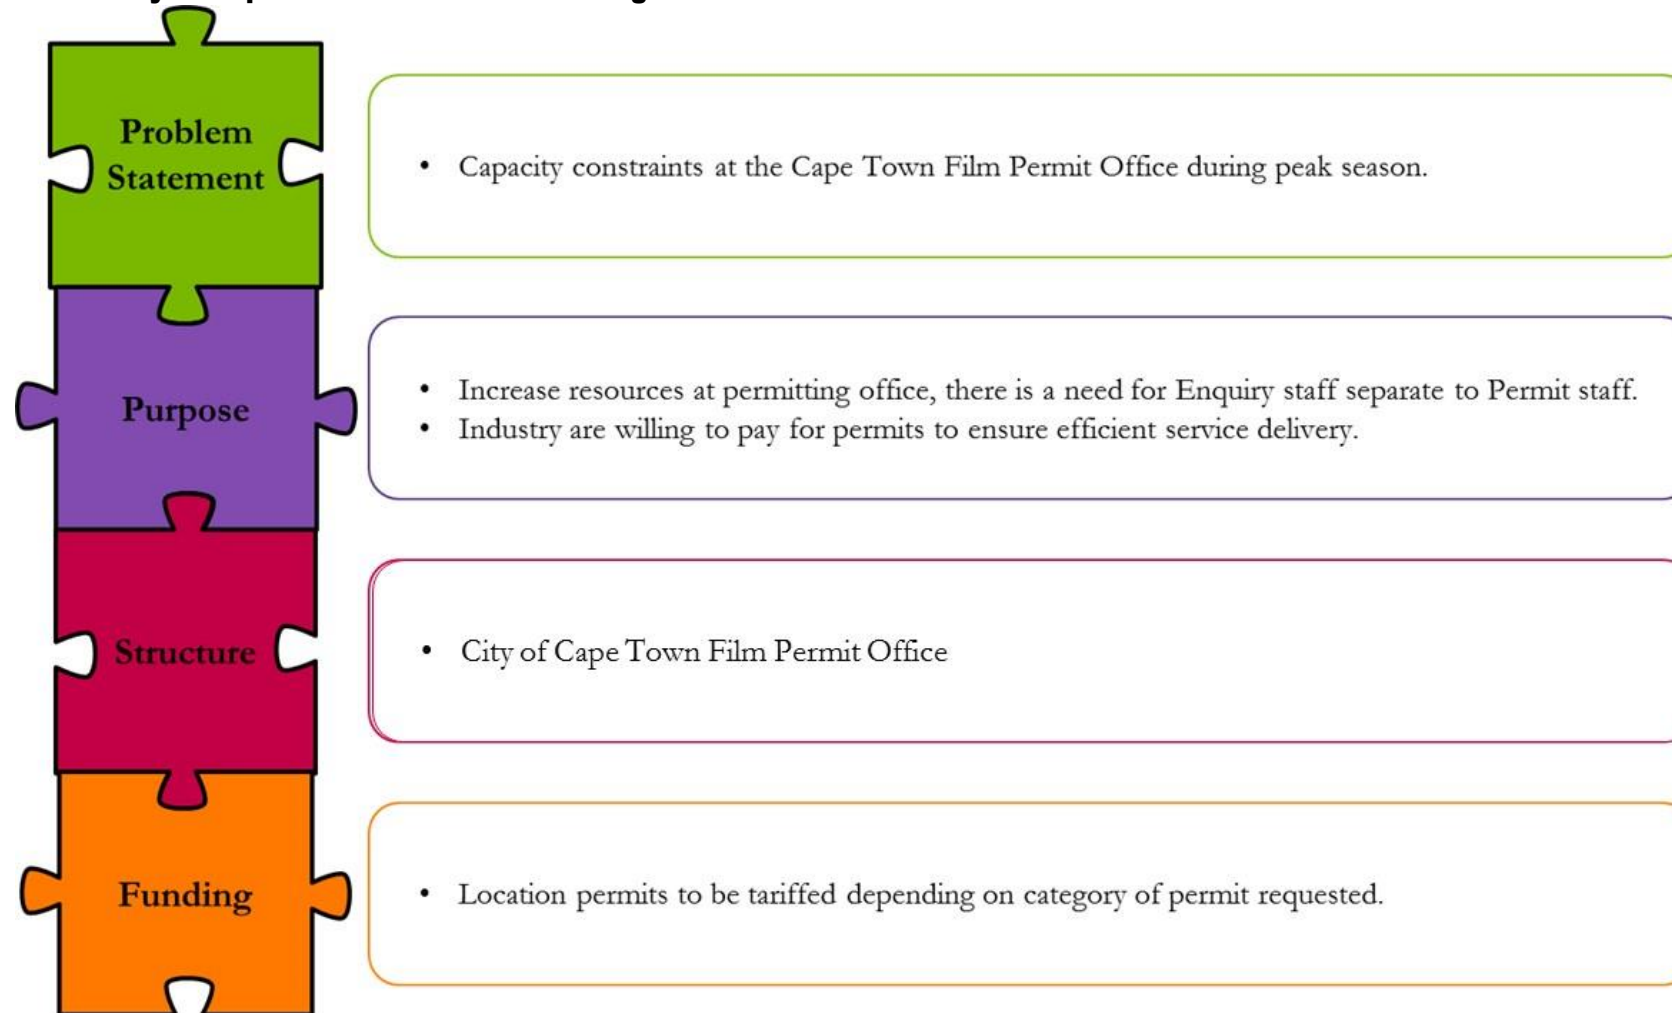 Problem
Statement
• Capacity constraints at the Cape Town Film Permit Office during peak season.
Purpose
• Increase resources at permitting office, there is a need for Enquiry staff separate to Permit staff.
• Industry are willing to pay for permits to ensure efficient service delivery.
Structure
• City of Cape Town Film Permit Office
Funding
• Location permits to be tariffed depending on category of permit requested.